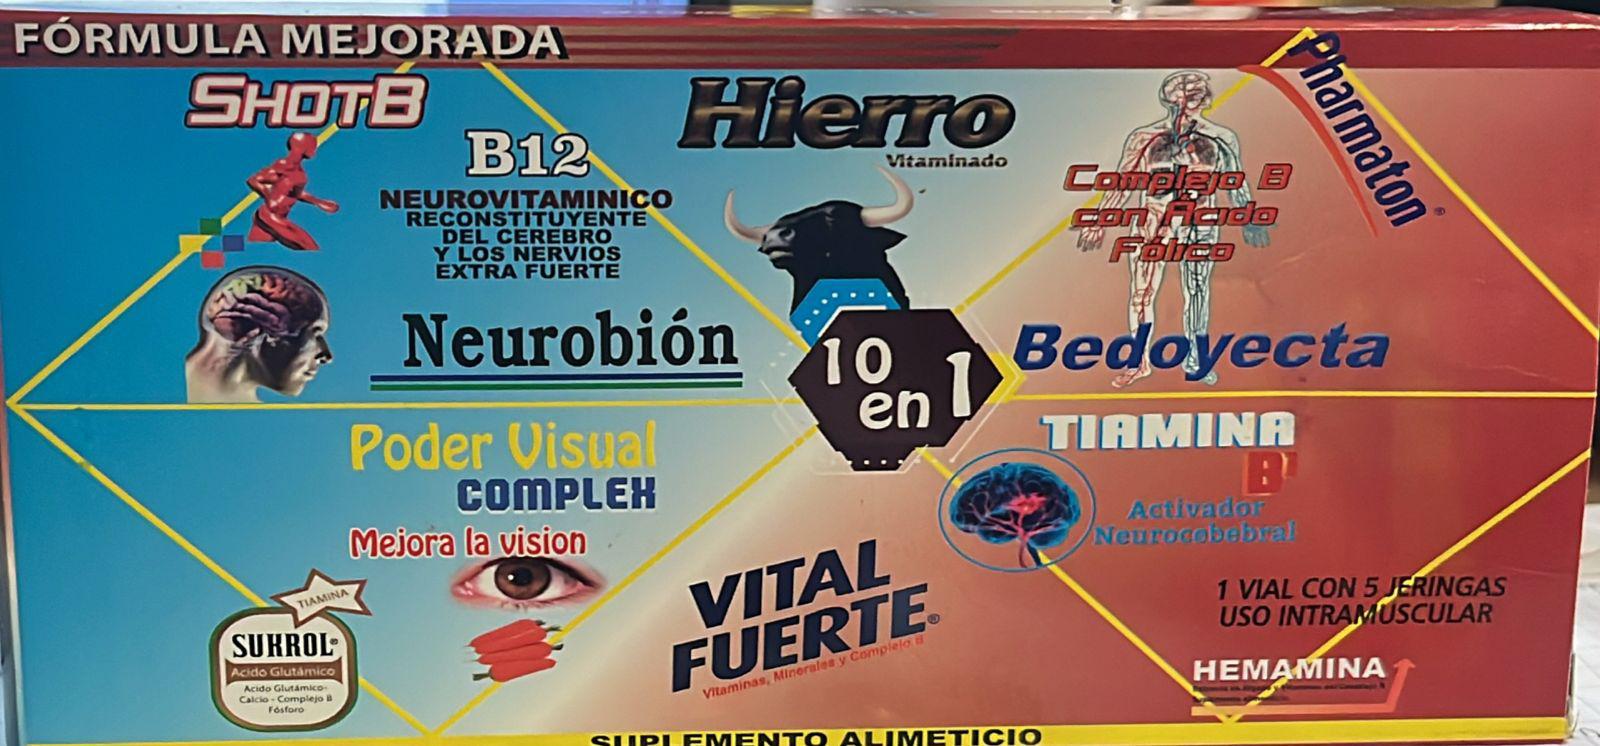 FÓRMULA MEJORADA
SHOTB
B12
NEUROVITAMINICO
RECONSTITUYENTE
DEL CEREBRO
Y LOS NERVIOS
EXTRA FUERTE
Neurobión
Hierro
Vitaminado
Complejo B
con Ácido
Fólico
Pharmaton®
Bedoyecta
10
en 1
Poder Visual
COMPLEX
Mejora la vision
TIAMINA
SUKROL®
Acido Glutámico
Acido Glutámico-
Calcio - Complejo B
Fósforo
VITAL
FUERTE®
Vitaminas, Minerales y Complejo B
TIAMINA
B1
Activador
Neurocobebral
1 VIAL CON 5 JERINGAS
USO INTRAMUSCULAR
HEMAMINA
SUPLEMENTO ALIMETICIO